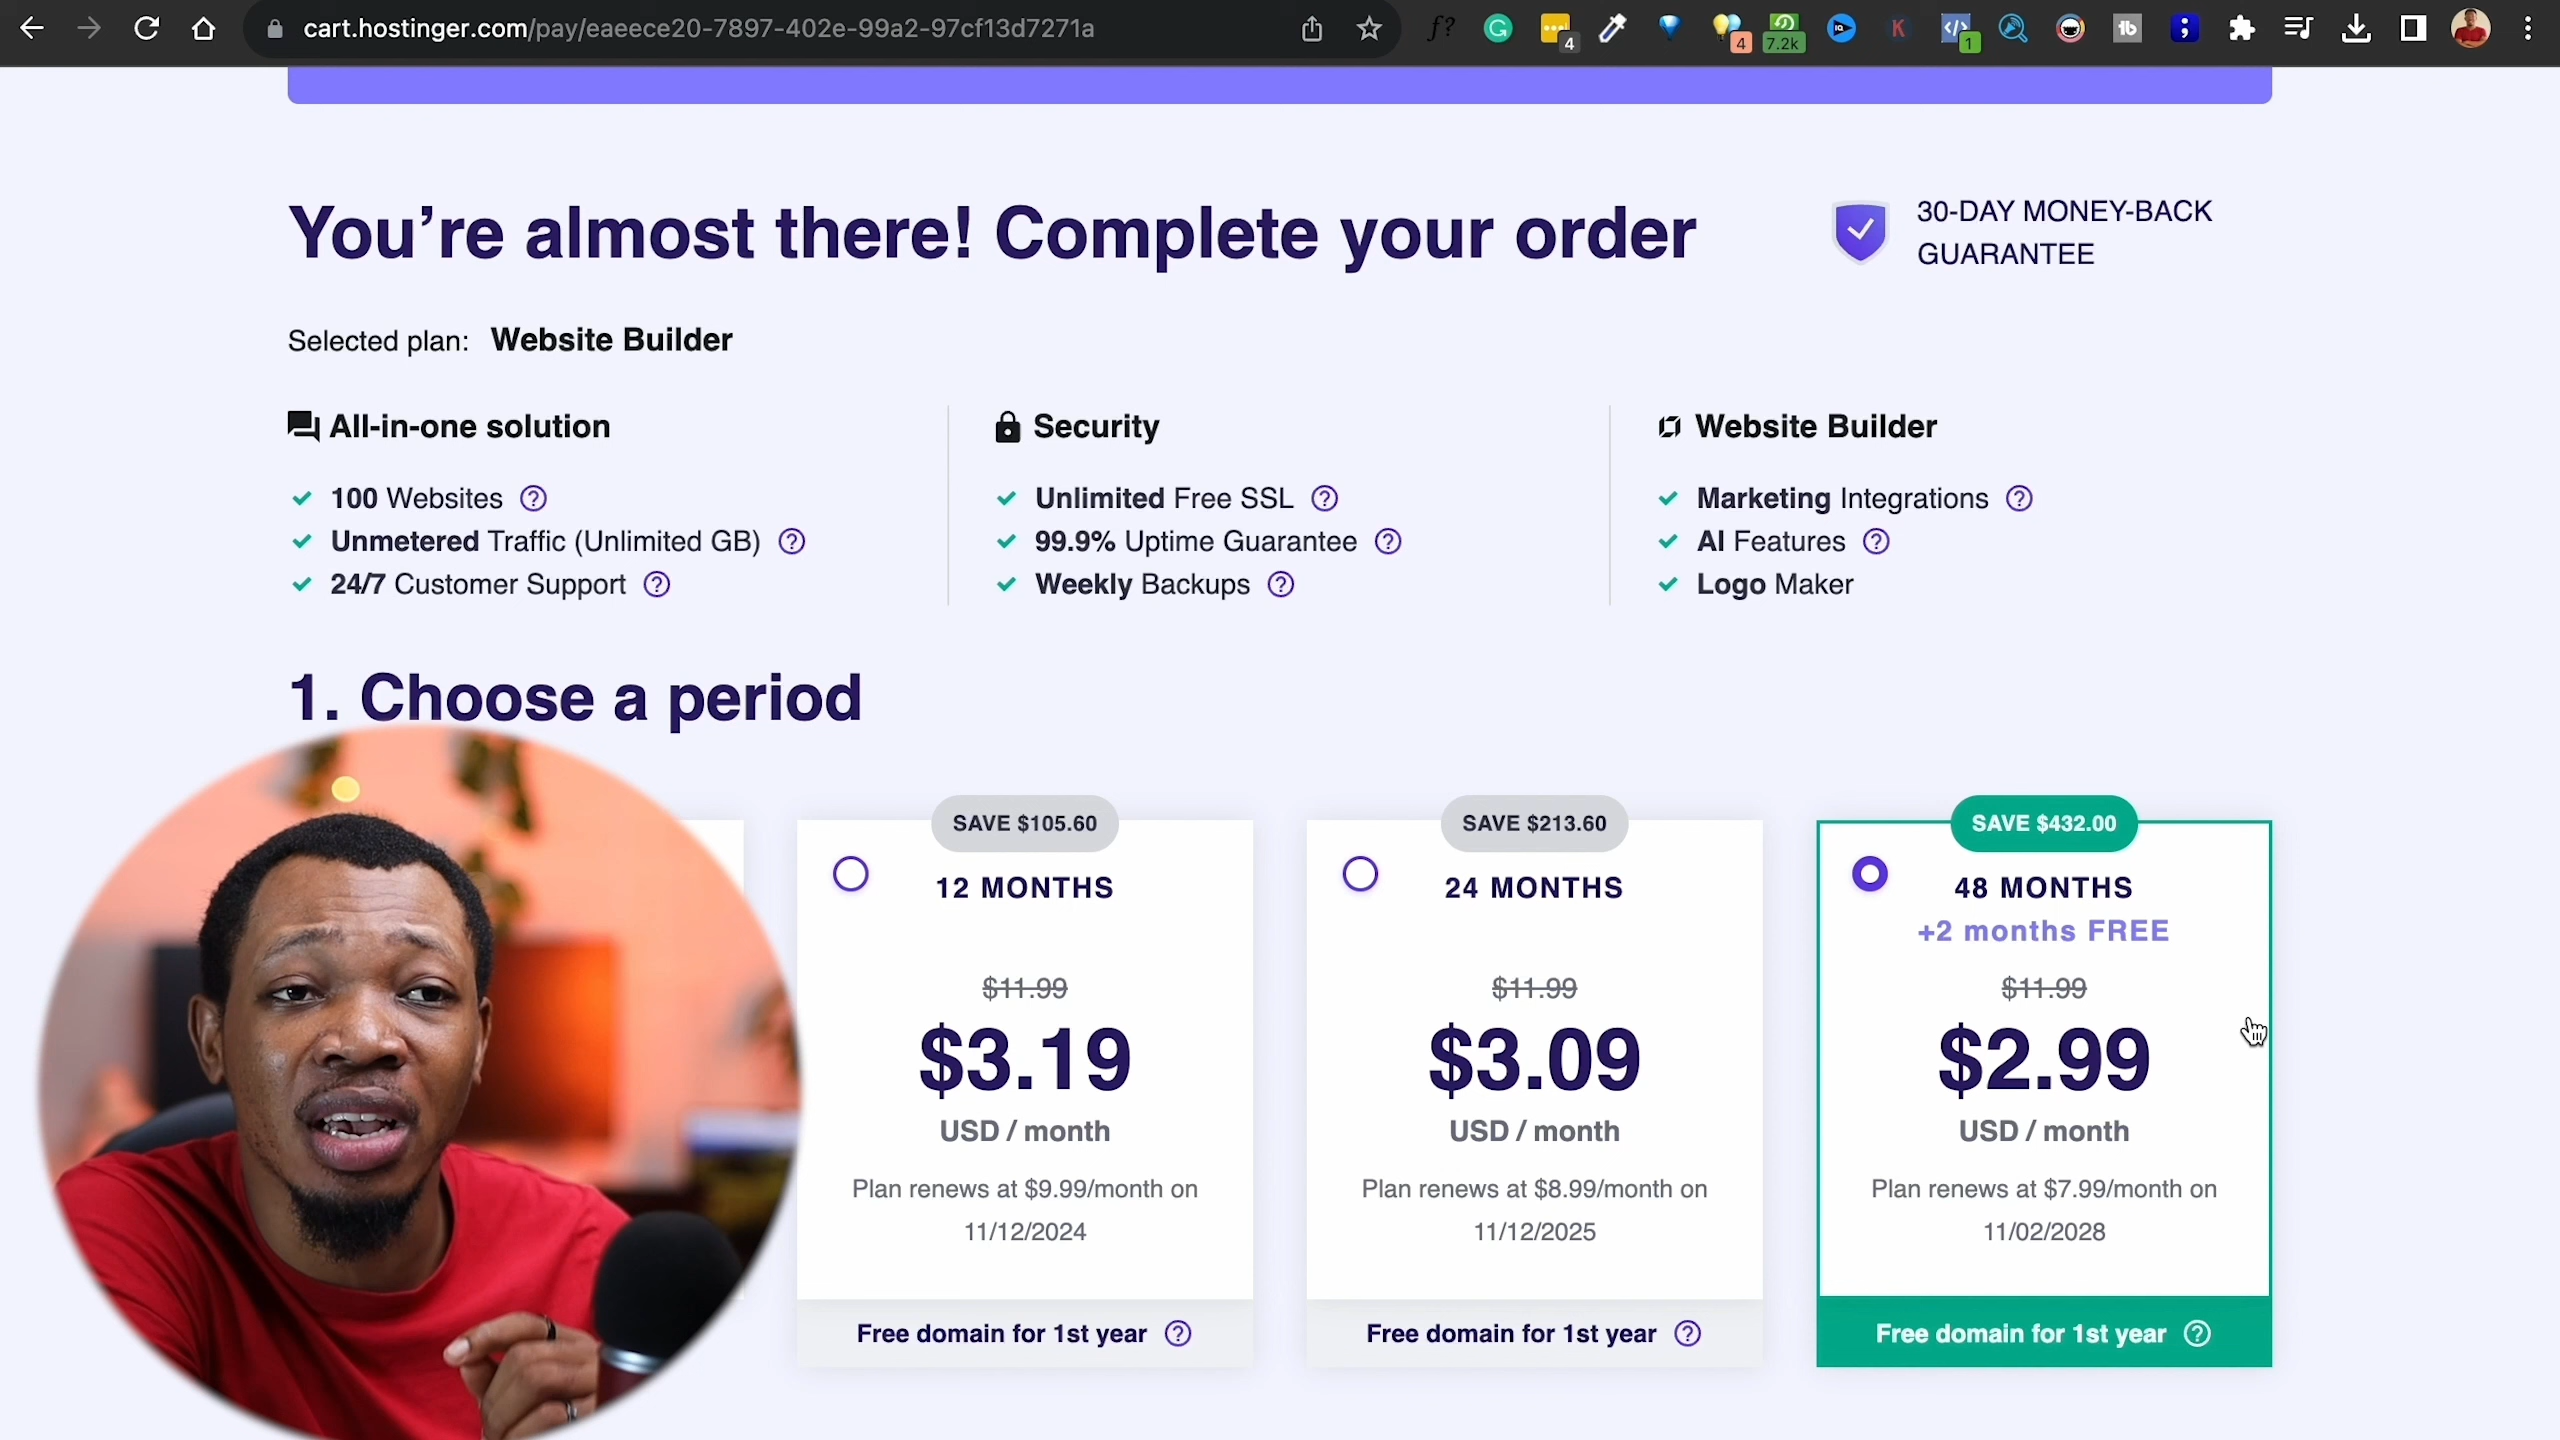 cart.hostinger.com/pay/eaeece20-7897-402e-99a2-97cf13d7271a
f?
4
4
7.2k
1
You’re almost there! Complete your order
30-DAY MONEY-BACK
GUARANTEE
Selected plan: Website Builder
All-in-one solution
100 Websites
Unmetered Traffic (Unlimited GB)
24/7 Customer Support
Security
Unlimited Free SSL
99.9% Uptime Guarantee
Weekly Backups
Website Builder
Marketing Integrations
AI Features
Logo Maker
1. Choose a period
SAVE $105.60
12 MONTHS
$11.99
$3.19
USD / month
Plan renews at $9.99/month on
11/12/2024
Free domain for 1st year
SAVE $213.60
24 MONTHS
$11.99
$3.09
USD / month
Plan renews at $8.99/month on
11/12/2025
Free domain for 1st year
SAVE $432.00
48 MONTHS
+2 months FREE
$11.99
$2.99
USD / month
Plan renews at $7.99/month on
11/02/2028
Free domain for 1st year